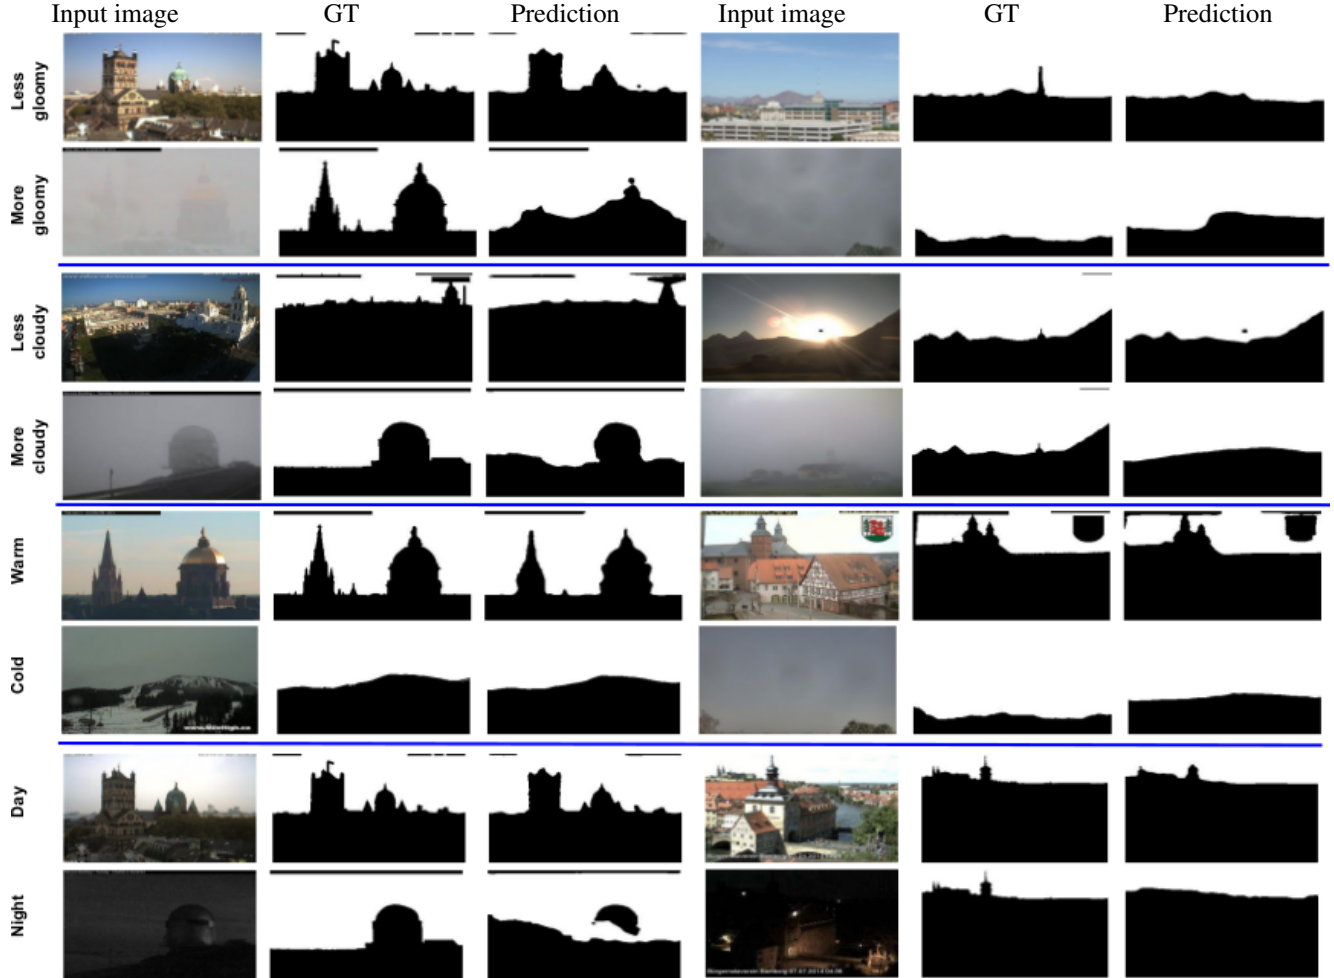 Input image GT Prediction Input image GT Prediction
Less gloomy
More gloomy
Less cloudy
More cloudy
Warm
Cold
Day
Night